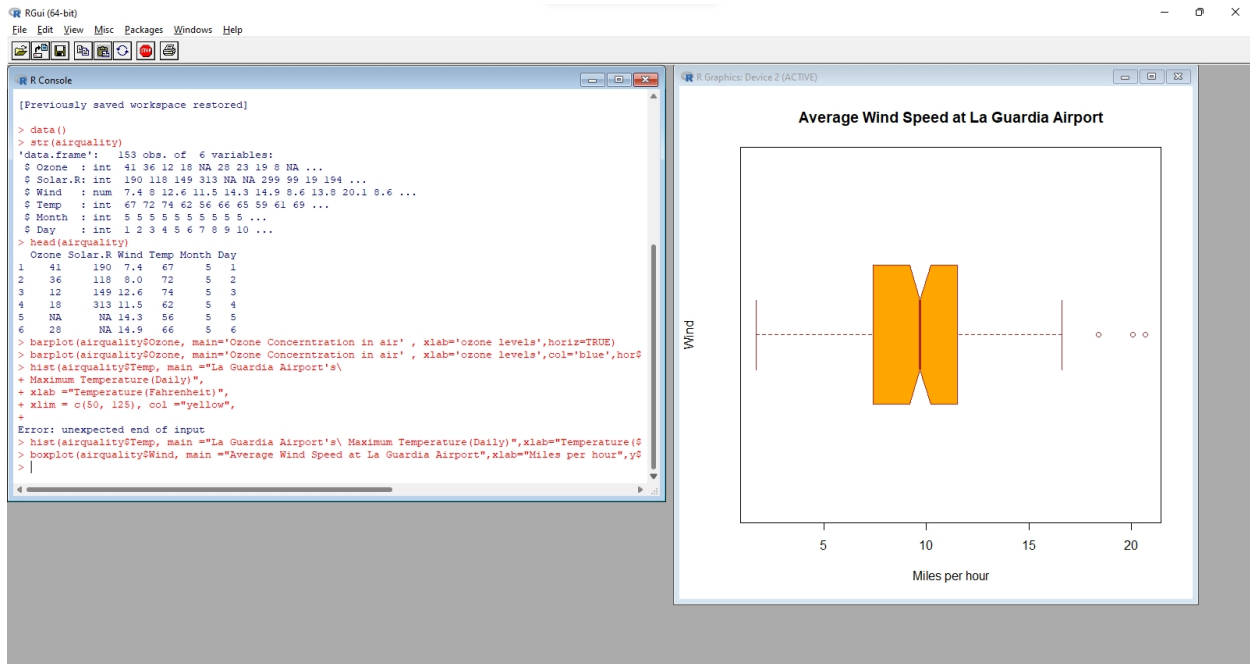 RGui (64-bit)
File Edit View Misc Packages Windows Help
R Console
[Previously saved workspace restored]
> data()
> str(airquality)
'data.frame':   153 obs. of  6 variables:
 $ Ozone  : int  41 36 12 18 NA 28 23 19 8 NA ...
 $ Solar.R: int  190 118 149 313 NA NA 299 99 19 194 ...
 $ Wind   : num  7.4 8 12.6 11.5 14.3 14.9 8.6 13.8 20.1 8.6 ...
 $ Temp   : int  67 72 74 62 56 66 65 59 61 69 ...
 $ Month  : int  5 5 5 5 5 5 5 5 5 5 ...
 $ Day    : int  1 2 3 4 5 6 7 8 9 10 ...
> head(airquality)
  Ozone Solar.R Wind Temp Month Day
1    41     190  7.4   67     5   1
2    36     118  8.0   72     5   2
3    12     149 12.6   74     5   3
4    18     313 11.5   62     5   4
5    NA      NA 14.3   56     5   5
6    28      NA 14.9   66     5   6
> barplot(airquality$Ozone, main='Ozone Concerntration in air' , xlab='ozone levels',horiz=TRUE)
> barplot(airquality$Ozone, main='Ozone Concerntration in air' , xlab='ozone levels',col='blue',hor$
> hist(airquality$Temp, main ="La Guardia Airport's\
+ Maximum Temperature(Daily)",
+ xlab ="Temperature(Fahrenheit)",
+ xlim = c(50, 125), col ="yellow",
+
Error: unexpected end of input
> hist(airquality$Temp, main ="La Guardia Airport's\ Maximum Temperature(Daily)",xlab="Temperature($
> boxplot(airquality$Wind, main ="Average Wind Speed at La Guardia Airport",xlab="Miles per hour",y$
>
R Graphics: Device 2 (ACTIVE)
Average Wind Speed at La Guardia Airport
Wind
5 10 15 20
Miles per hour